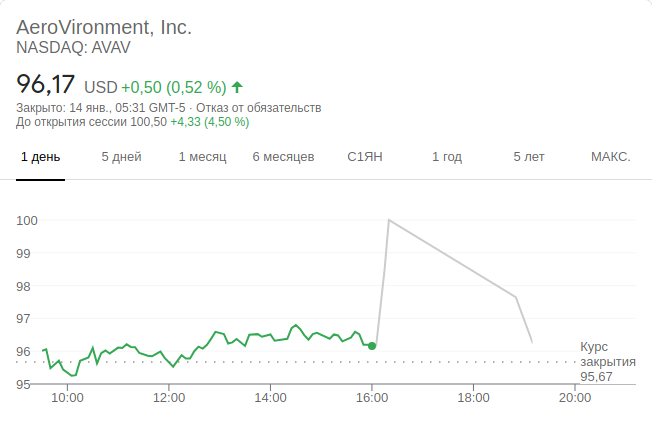 AeroVironment, Inc.
NASDAQ: AVAV
96,17 USD +0,50 (0,52 %)
Закрыто: 14 янв., 05:31 GMT-5 · Отказ от обязательств
До открытия сессии 100,50 +4,33 (4,50 %)
1 день 5 дней 1 месяц 6 месяцев С1ЯН 1 год 5 лет МАКС.
100
99
98
97
96
95
Курс
закрытия
95,67
10:00 12:00 14:00 16:00 18:00 20:00